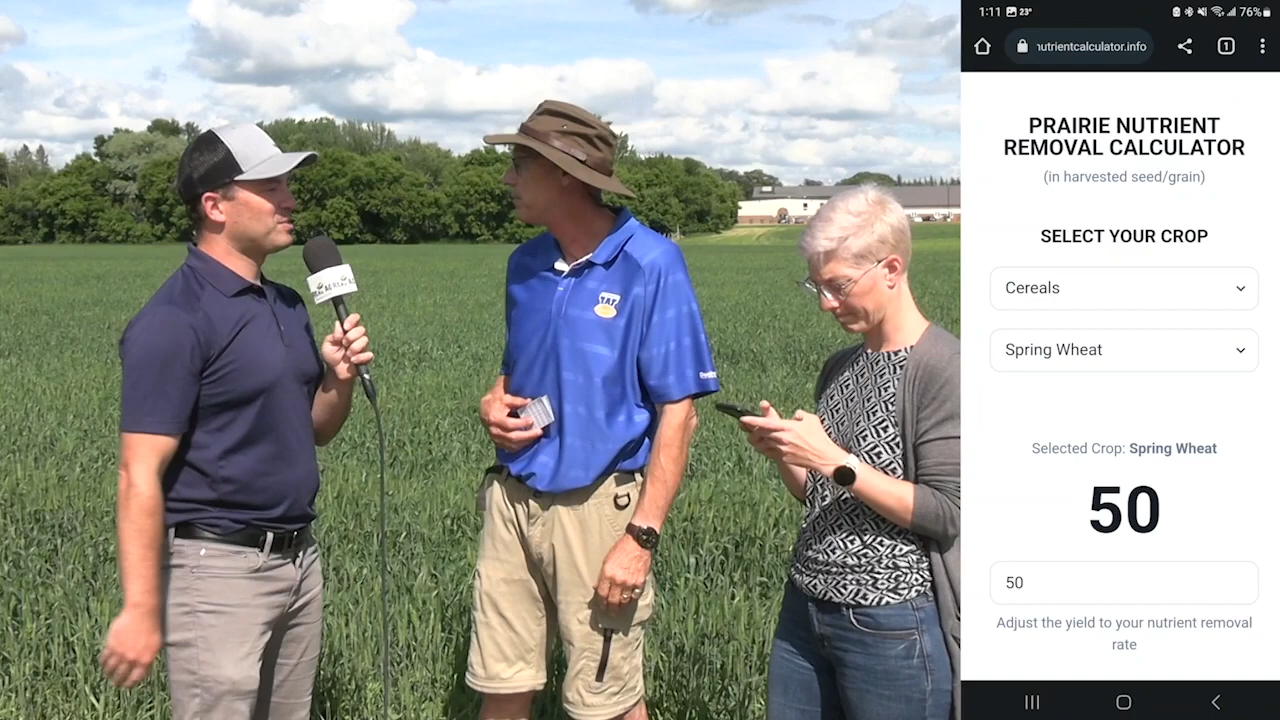 1:11 23° 76%
nutrientcalculator.info 1
PRAIRIE NUTRIENT
REMOVAL CALCULATOR
(in harvested seed/grain)
SELECT YOUR CROP
Cereals
Spring Wheat
Selected Crop: Spring Wheat
50
50
Adjust the yield to your nutrient removal
rate